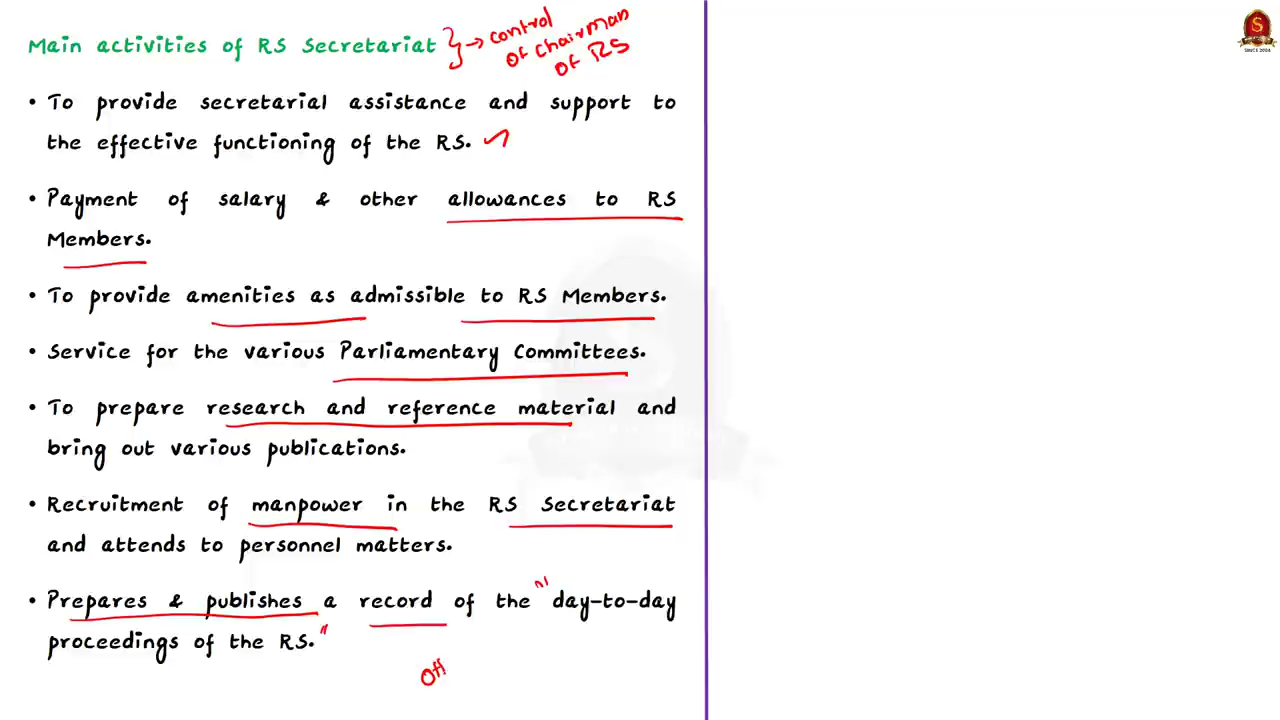 Main activities of RS Secretariat } → control
of chairman
of RS
• To provide secretarial assistance and support to
the effective functioning of the RS.
• Payment of salary & other allowances to RS
Members.
• To provide amenities as admissible to RS Members.
• Service for the various Parliamentary Committees.
• To prepare research and reference material and
bring out various publications.
• Recruitment of manpower in the RS Secretariat
and attends to personnel matters.
• Prepares & publishes a record of the "day-to-day
proceedings of the RS."
Off
S
SINCE 2004